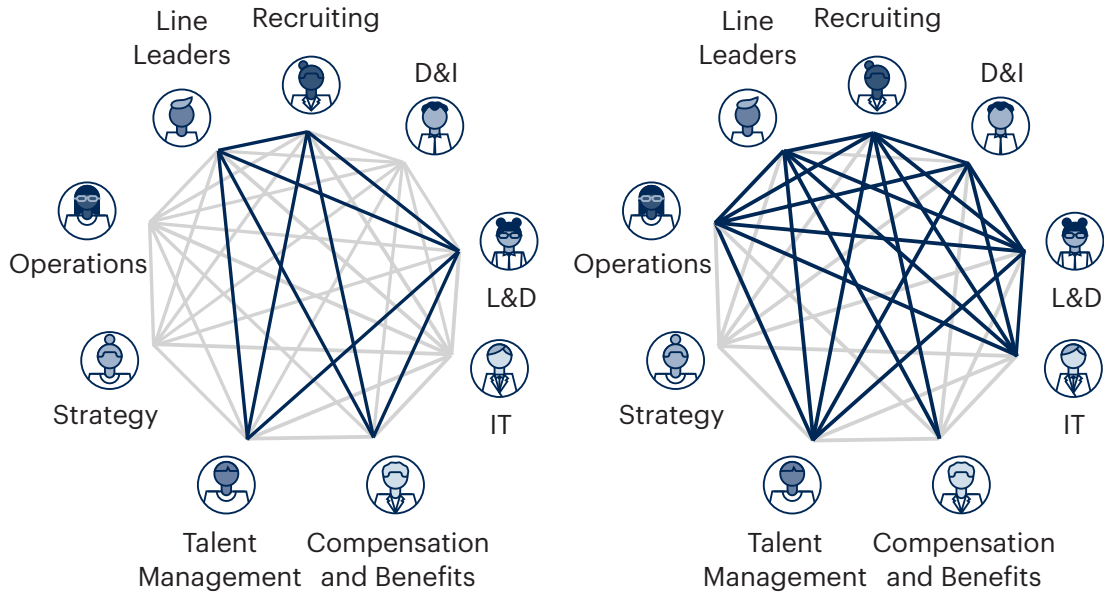 Line
Leaders
Recruiting
D&I
Operations
L&D
Strategy
IT
Talent
Management
Compensation
and Benefits
Line
Leaders
Recruiting
D&I
Operations
L&D
Strategy
IT
Talent
Management
Compensation
and Benefits